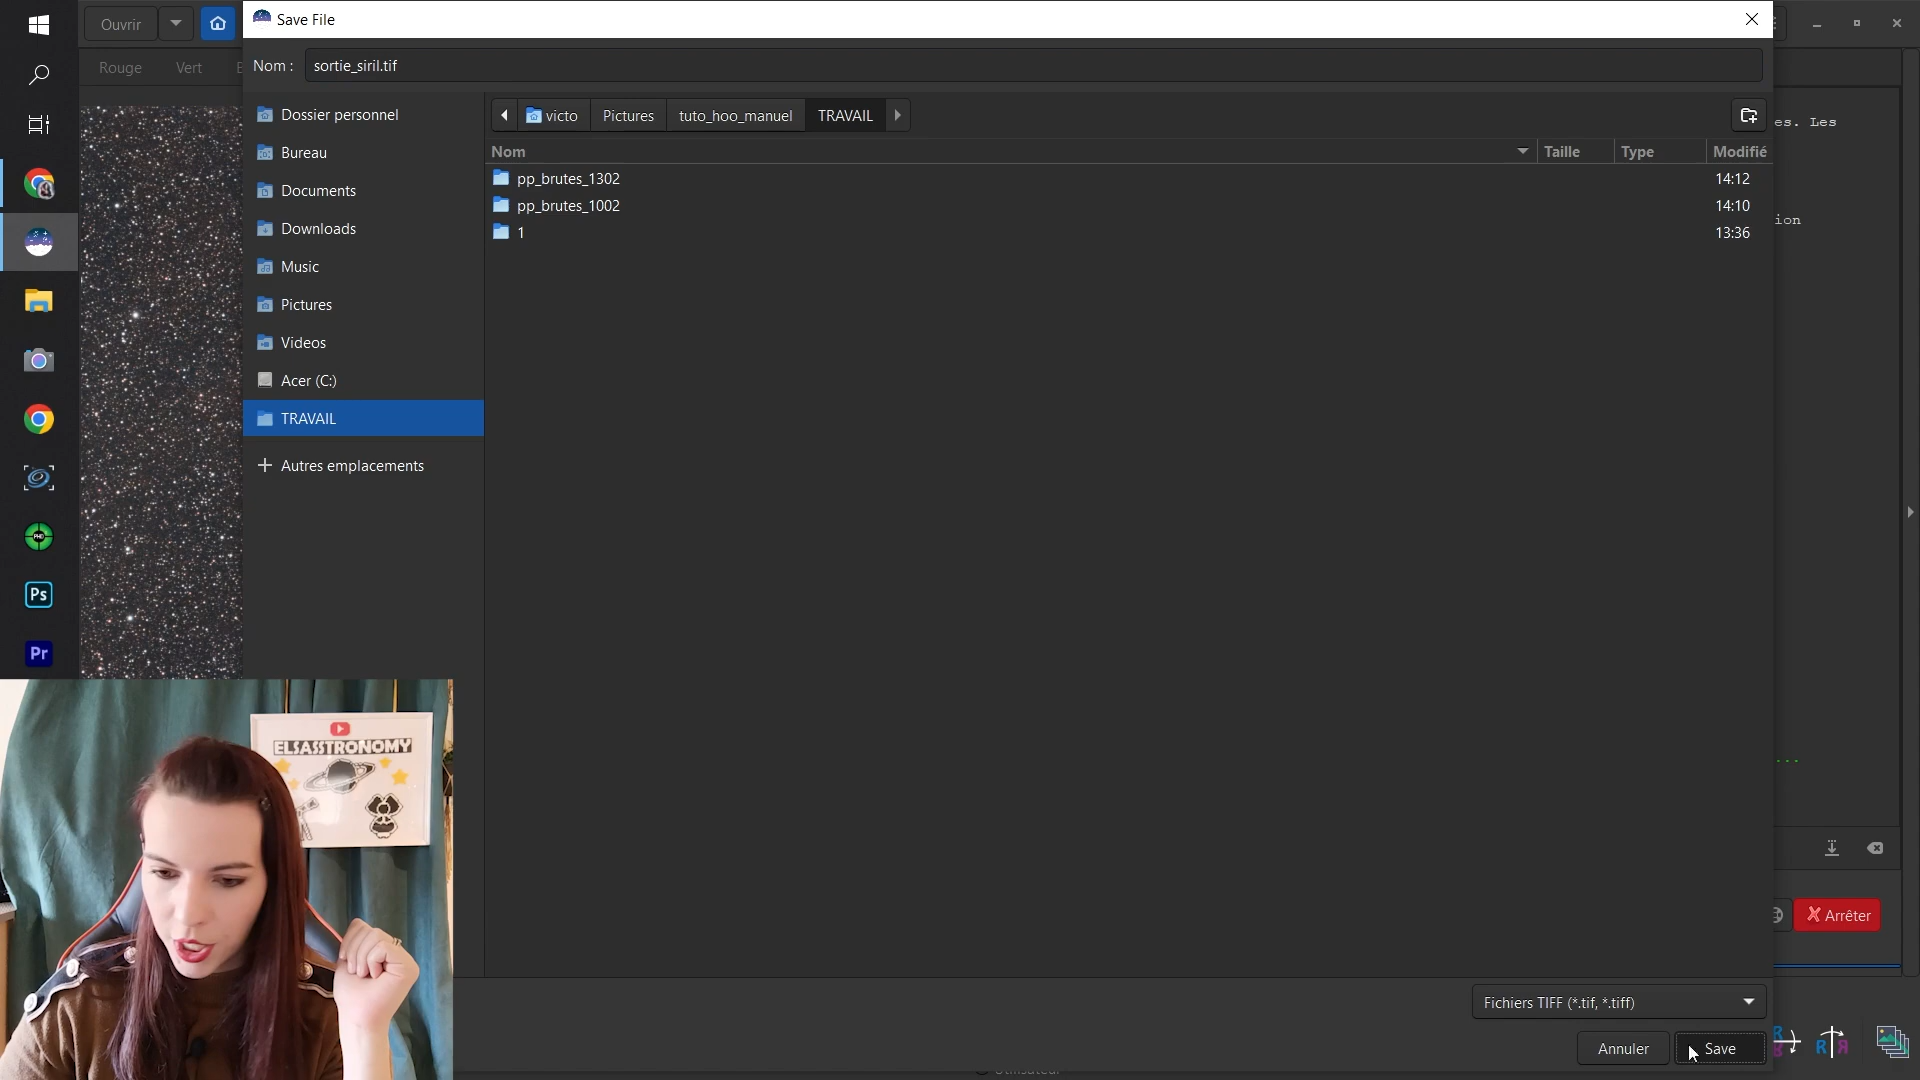 Ouvrir
Save File
Rouge
Vert
Nom :
sortie_siril.tif
Dossier personnel
Bureau
Documents
Downloads
Music
Pictures
Videos
Acer (C:)
TRAVAIL
Autres emplacements
victo
Pictures
tuto_hoo_manuel
TRAVAIL
Nom
Taille
Type
Modifié
pp_brutes_1302
14:12
pp_brutes_1002
14:10
1
13:36
es. Les
ion
...
Ps
Pr
ELSASSTRONOMY
Arrêter
Fichiers TIFF (*.tif, *.tiff)
Annuler
Save